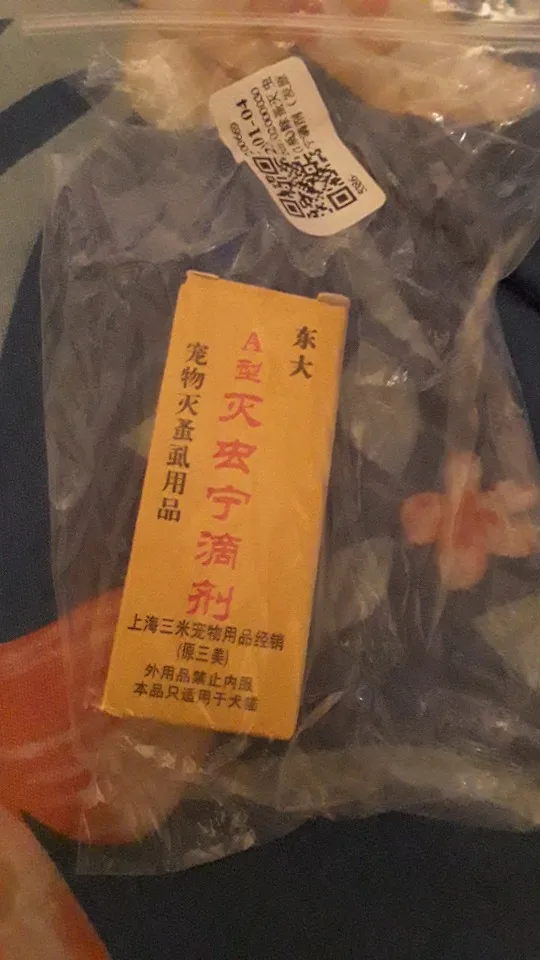 01-04
东大
A型灭虫宁滴剂
宠物灭蚤虱用品
上海三米宠物用品经销
(原三美)
外用品禁止内服
本品只适用于犬猫